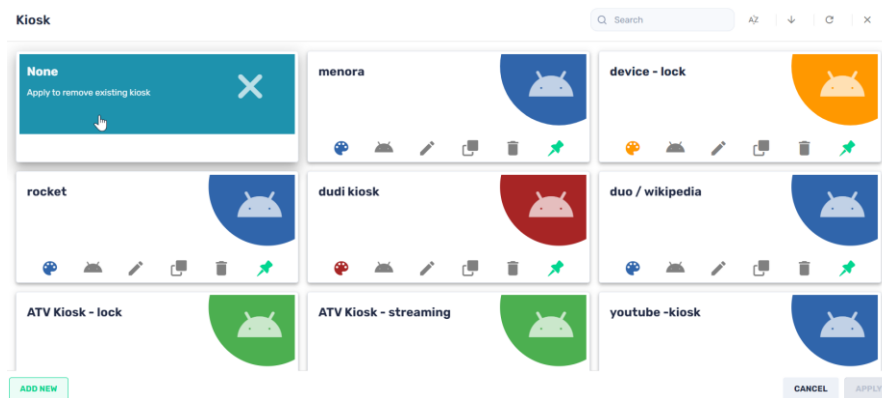 Kiosk
Search
AZ
None
Apply to remove existing kiosk
menora
device - lock
rocket
dudi kiosk
duo / wikipedia
ATV Kiosk - lock
ATV Kiosk - streaming
youtube -kiosk
ADD NEW
CANCEL
APPLY